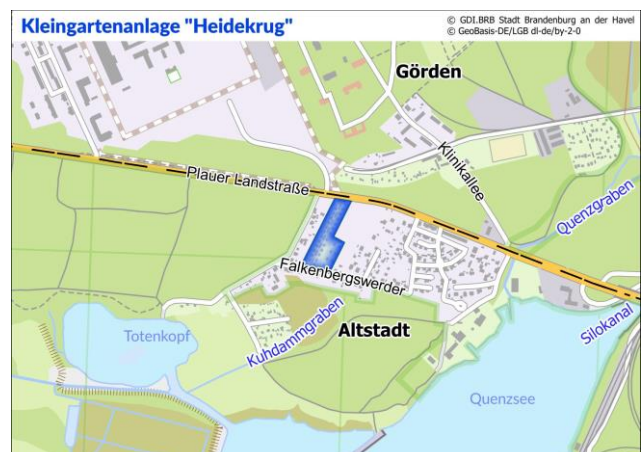 Kleingartenanlage "Heidekrug"
© GDI.BRB Stadt Brandenburg an der Havel
© GeoBasis-DE/LGB dl-de/by-2-0
Görden
Klinikallee
Plauer Landstraße
Quenzgraben
Falkenbergswerder
Silokanal
Kuhdammgraben
Altstadt
Totenkopf
Quenzsee